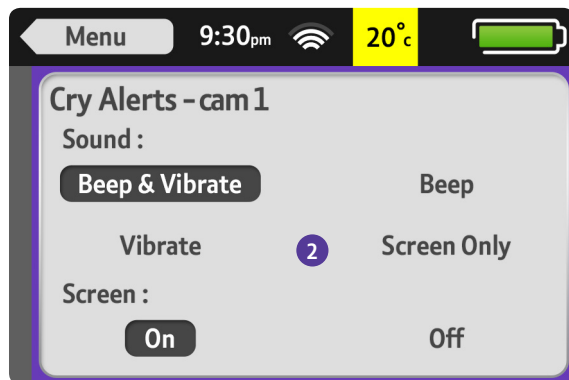 Menu 9:30pm 20°c
Cry Alerts - cam 1
Sound :
Beep & Vibrate Beep
Vibrate 2 Screen Only
Screen :
On Off